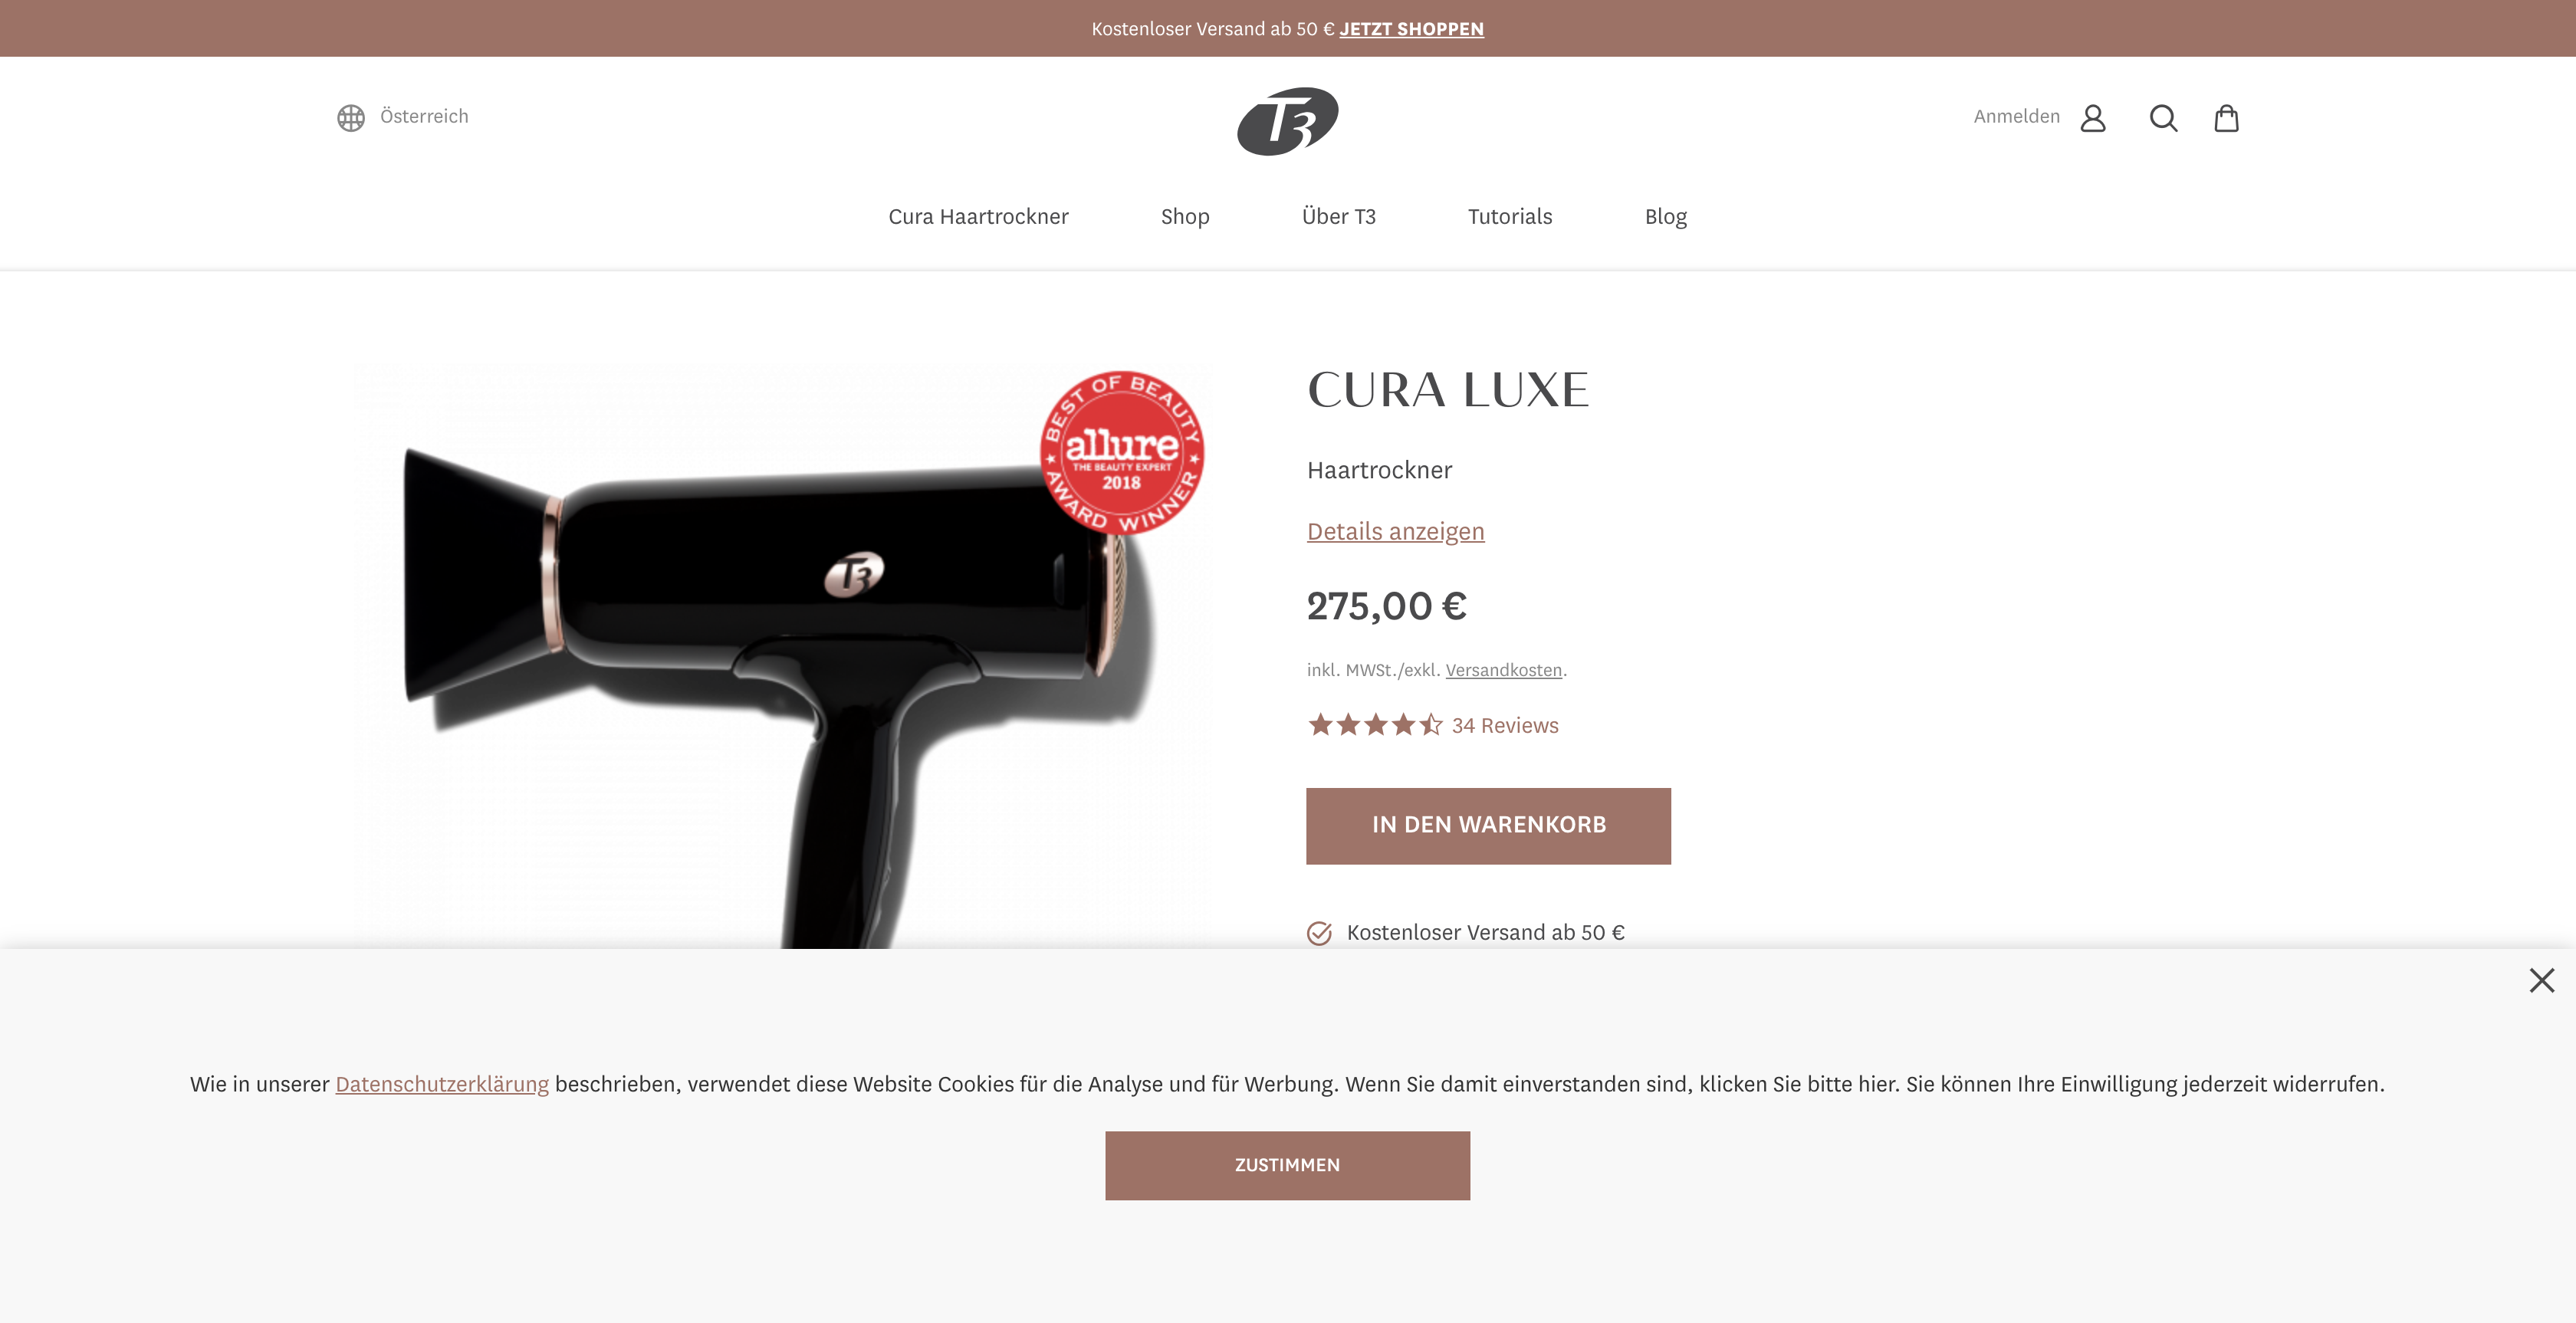 Kostenloser Versand ab 50 € JETZT SHOPPEN
Österreich
T3
Anmelden
Cura Haartrockner
Shop
Über T3
Tutorials
Blog
BEST OF BEAUTY
allure
THE BEAUTY EXPERT
2018
AWARD WINNER
T3
CURA LUXE
Haartrockner
Details anzeigen
275,00 €
inkl. MWSt./exkl. Versandkosten.
34 Reviews
IN DEN WARENKORB
Kostenloser Versand ab 50 €
Wie in unserer Datenschutzerklärung beschrieben, verwendet diese Website Cookies für die Analyse und für Werbung. Wenn Sie damit einverstanden sind, klicken Sie bitte hier. Sie können Ihre Einwilligung jederzeit widerrufen.
ZUSTIMMEN